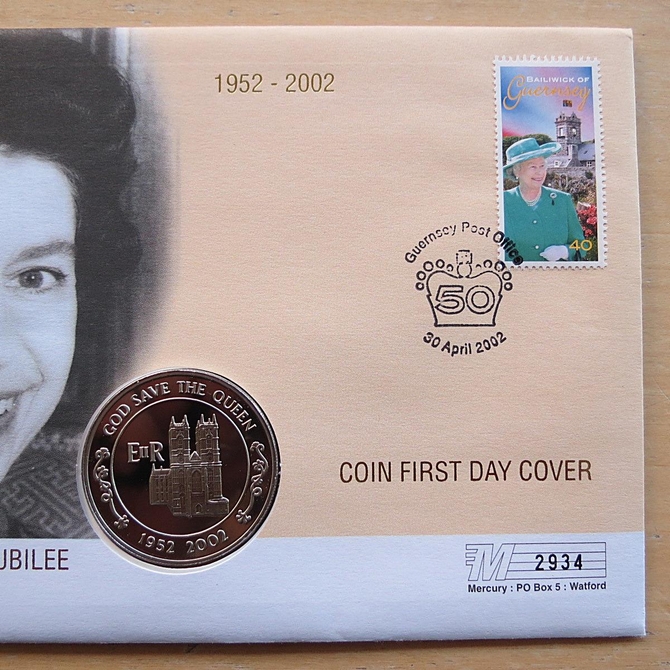 1952 - 2002
BAILIWICK OF
Guernsey
40
Guernsey Post Office
50
30 April 2002
GOD SAVE THE QUEEN
EIIR
1952 2002
COIN FIRST DAY COVER
UBILEE
M 2934
Mercury : PO Box 5 : Watford